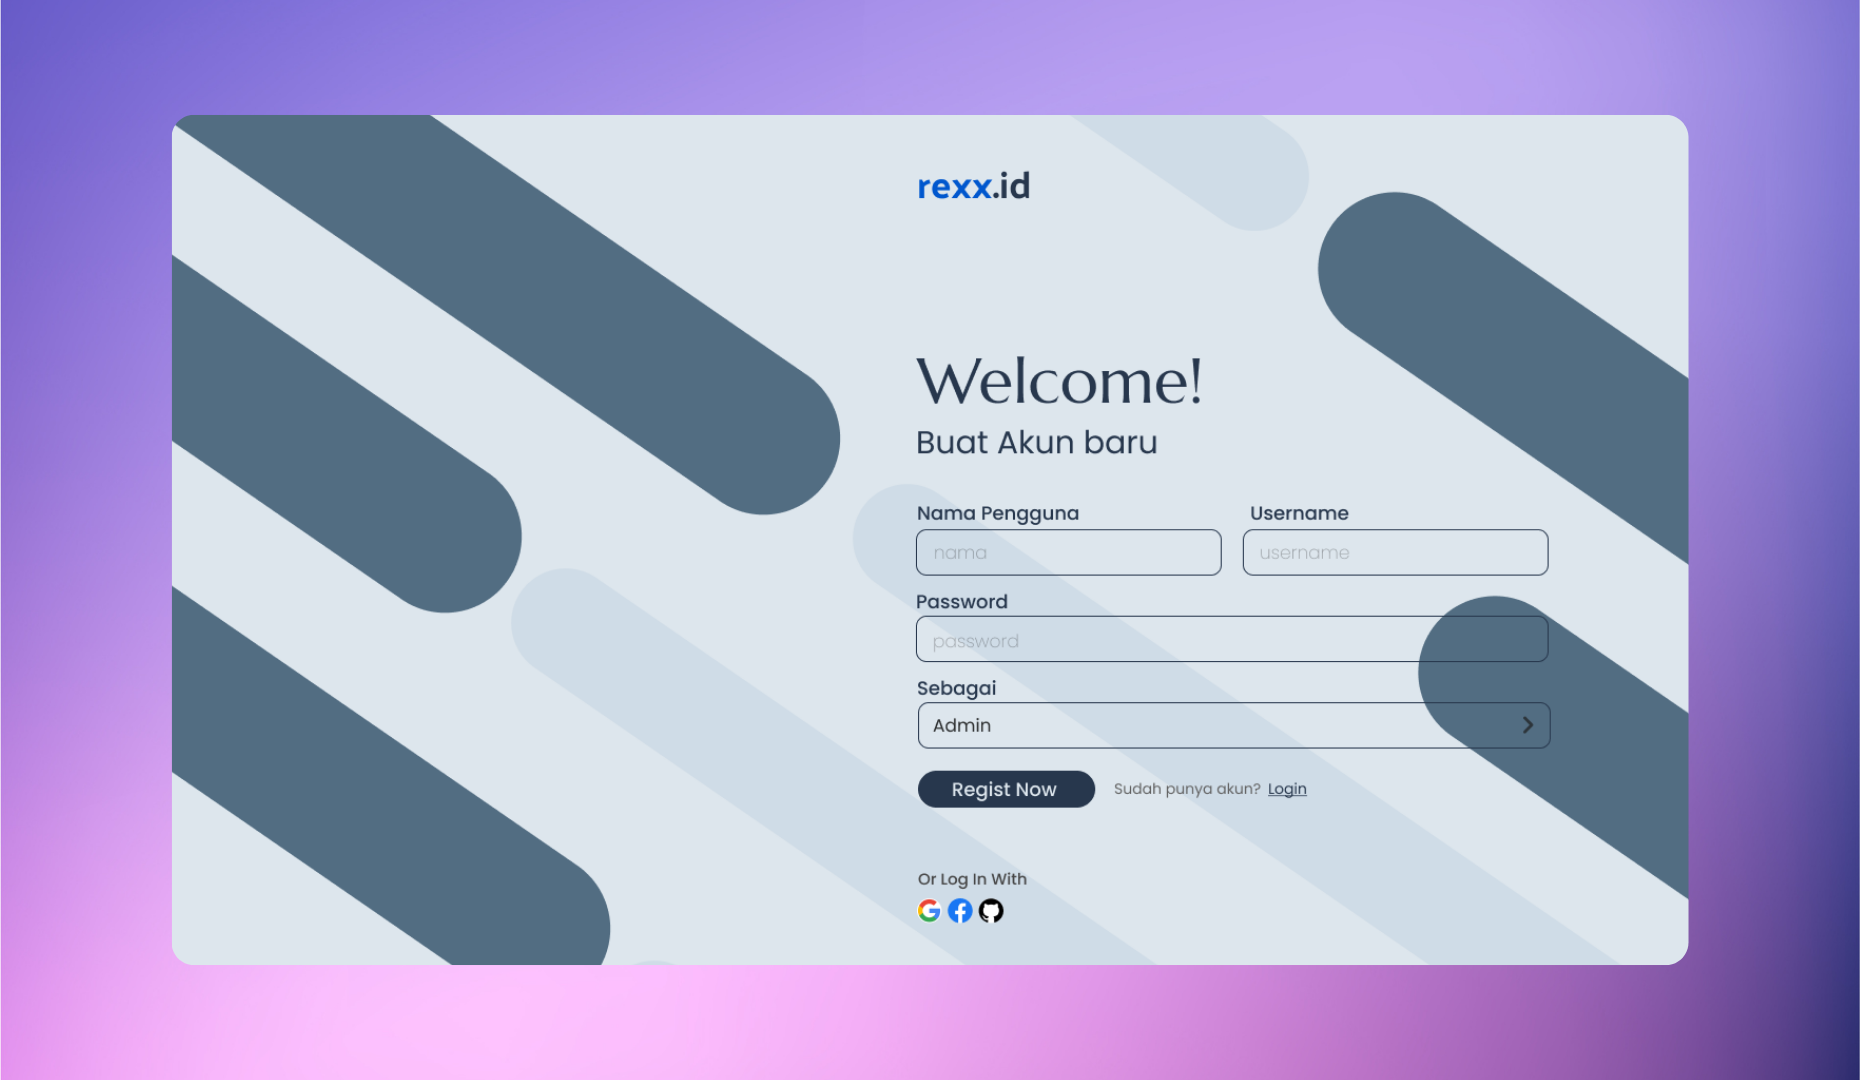 rexx.id
Welcome!
Buat Akun baru
Nama Pengguna
Username
nama
username
Password
password
Sebagai
Admin
Regist Now
Sudah punya akun? Login
Or Log In With